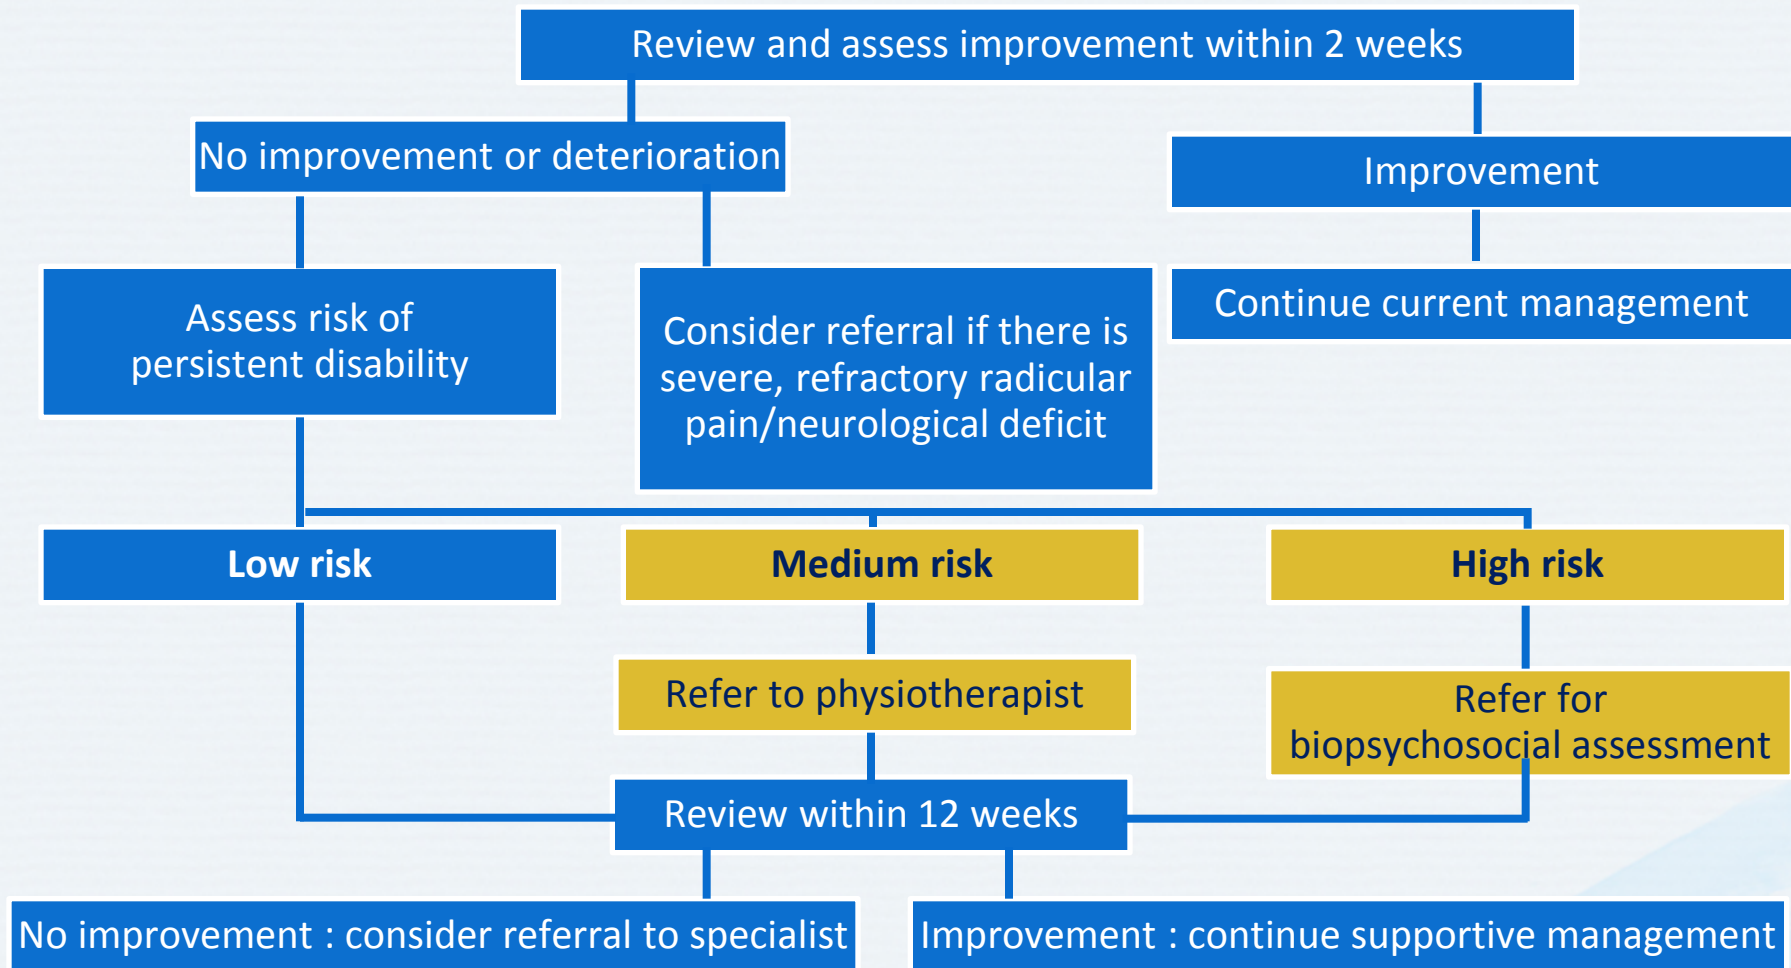 Review and assess improvement within 2 weeks
No improvement or deterioration
Improvement
Assess risk of
persistent disability
Consider referral if there is
severe, refractory radicular
pain/neurological deficit
Continue current management
Low risk
Medium risk
High risk
Refer to physiotherapist
Refer for
biopsychosocial assessment
Review within 12 weeks
No improvement : consider referral to specialist
Improvement : continue supportive management